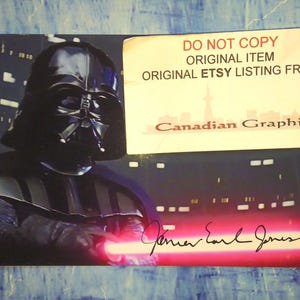 DO NOT COPY
ORIGINAL ITEM
ORIGINAL ETSY LISTING FR
Canadian Graphi
James Earl Jones